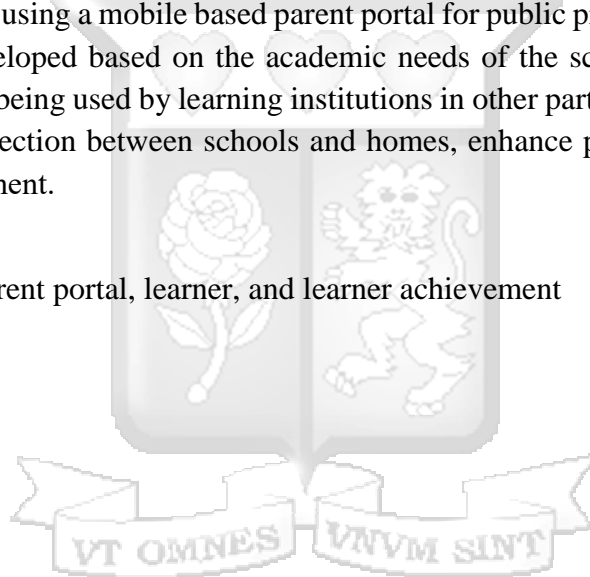 using a mobile based parent portal for public p
eloped based on the academic needs of the sc
being used by learning institutions in other part
ection between schools and homes, enhance p
nent.
rent portal, learner, and learner achievement
VT OMNES VNVM SINT